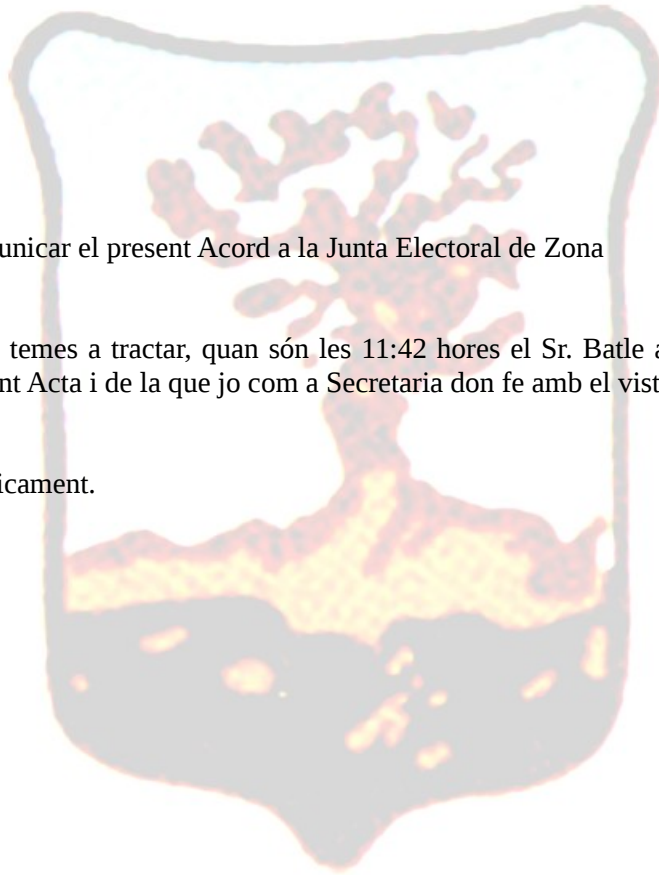 unicar el present Acord a la Junta Electoral de Zona
temes a tractar, quan són les 11:42 hores el Sr. Batle a
nt Acta i de la que jo com a Secretaria don fe amb el vist
icament.